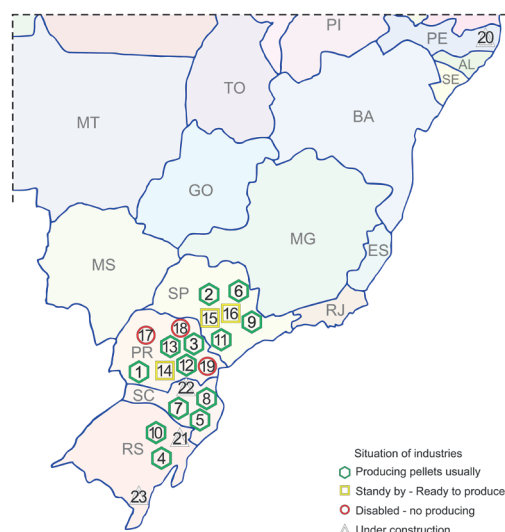 PI
PE
20
AL
SE
TO
MT
BA
GO
MG
ES
MS
SP
2
6
15
16
9
RJ
17
18
11
PR
13
3
1
14
12
19
SC
22
7
8
5
10
21
RS
4
23
Situation of industries
Producing pellets usually
Standy by - Ready to produce
Disabled - no producing
Under construction